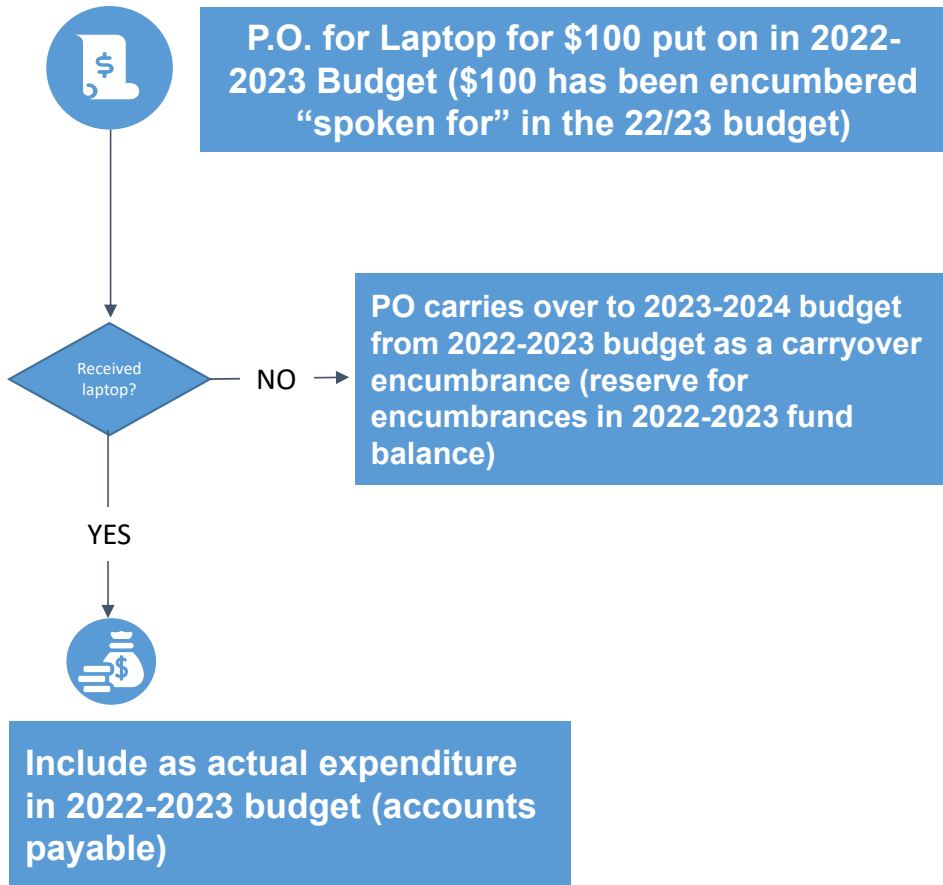 $
P.O. for Laptop for $100 put on in 2022-
2023 Budget ($100 has been encumbered
“spoken for” in the 22/23 budget)
Received
laptop?
NO
PO carries over to 2023-2024 budget
from 2022-2023 budget as a carryover
encumbrance (reserve for
encumbrances in 2022-2023 fund
balance)
YES
$
Include as actual expenditure
in 2022-2023 budget (accounts
payable)